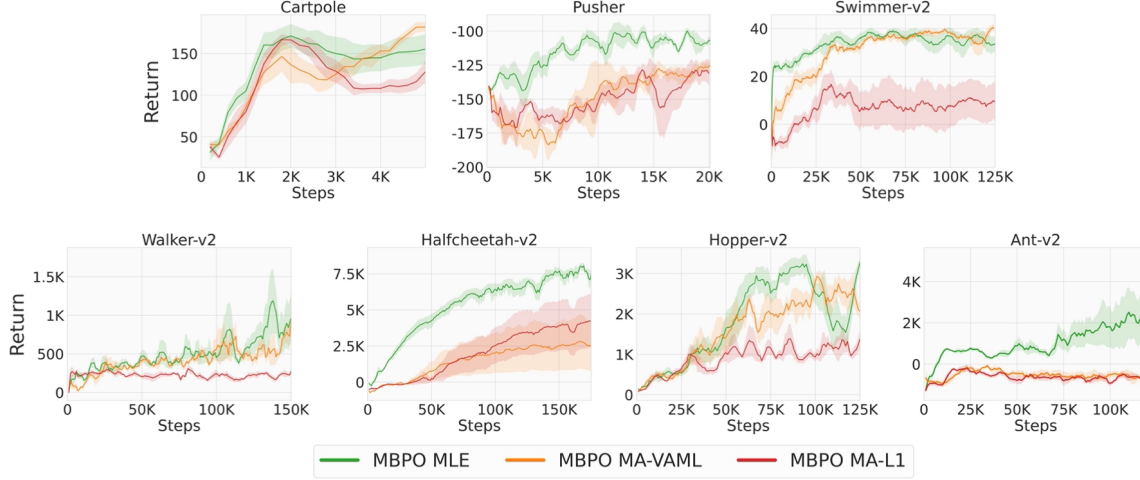 Cartpole
Pusher
Swimmer-v2
Return
150
100
50
0
1K
2K
3K
4K
Steps
-100
-125
-150
-175
-200
0
5K
10K
15K
20K
Steps
40
20
0
0
25K
50K
75K
100K
125K
Steps
Walker-v2
Halfcheetah-v2
Hopper-v2
Ant-v2
Return
1.5K
1K
500
0
0
50K
100K
150K
Steps
7.5K
5K
2.5K
0
0
50K
100K
150K
Steps
3K
2K
1K
0
0
25K
50K
75K
100K
125K
Steps
4K
2K
0
0
25K
50K
75K
100K
Steps
MBPO MLE
MBPO MA-VAML
MBPO MA-L1